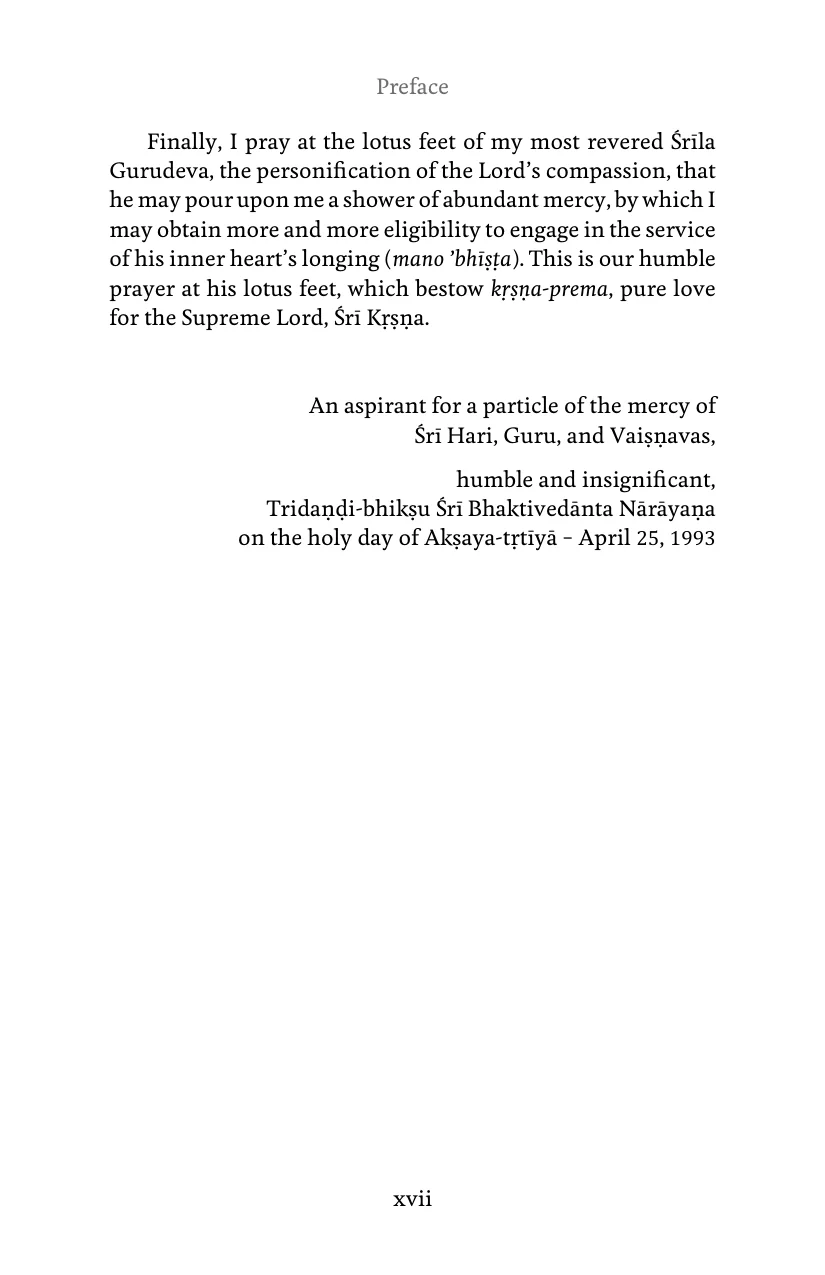 Preface
Finally, I pray at the lotus feet of my most revered Śrīla
Gurudeva, the personification of the Lord’s compassion, that
he may pour upon me a shower of abundant mercy, by which I
may obtain more and more eligibility to engage in the service
of his inner heart’s longing (mano ’bhīṣṭa). This is our humble
prayer at his lotus feet, which bestow kṛṣṇa-prema, pure love
for the Supreme Lord, Śrī Kṛṣṇa.
An aspirant for a particle of the mercy of
Śrī Hari, Guru, and Vaiṣṇavas,
humble and insignificant,
Tridaṇḍi-bhikṣu Śrī Bhaktivedānta Nārāyaṇa
on the holy day of Akṣaya-tṛtīyā – April 25, 1993
xvii